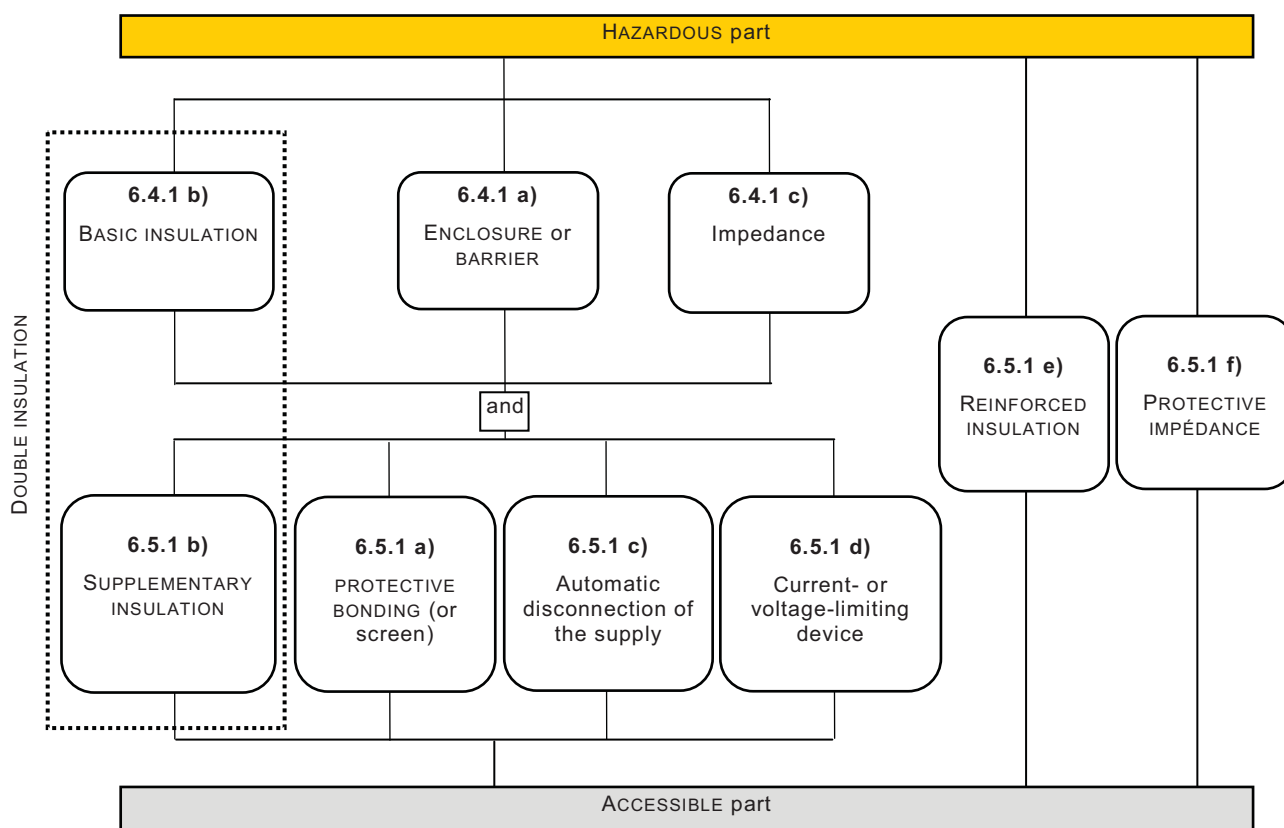 HAZARDOUS part
6.4.1 b)
BASIC INSULATION
6.4.1 a)
ENCLOSURE or
BARRIER
6.4.1 c)
Impedance
DOUBLE INSULATION
6.5.1 e)
REINFORCED
INSULATION
6.5.1 f)
PROTECTIVE
IMPÉDANCE
and
6.5.1 b)
SUPPLEMENTARY
INSULATION
6.5.1 a)
PROTECTIVE
BONDING (or
screen)
6.5.1 c)
Automatic
disconnection of
the supply
6.5.1 d)
Current- or
voltage-limiting
device
ACCESSIBLE part